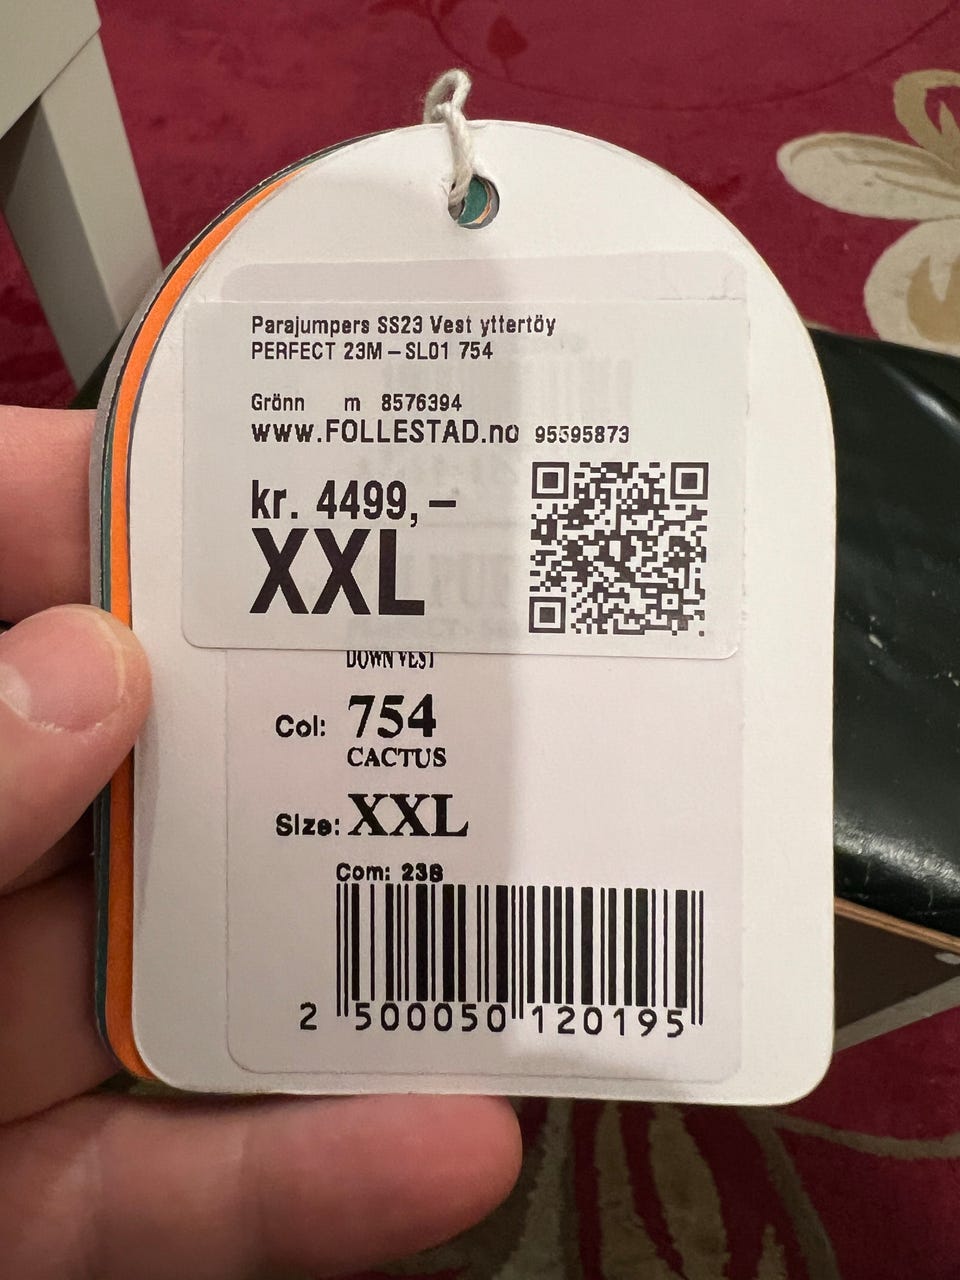 Parajumpers SS23 Vest yttertöy
PERFECT 23M – SL01 754
Grönn m 8576394
www.FOLLESTAD.no 95595873
kr. 4499,–
XXL
DOWN VEST
Col: 754
CACTUS
Size: XXL
Com: 23S
2 500050 120195